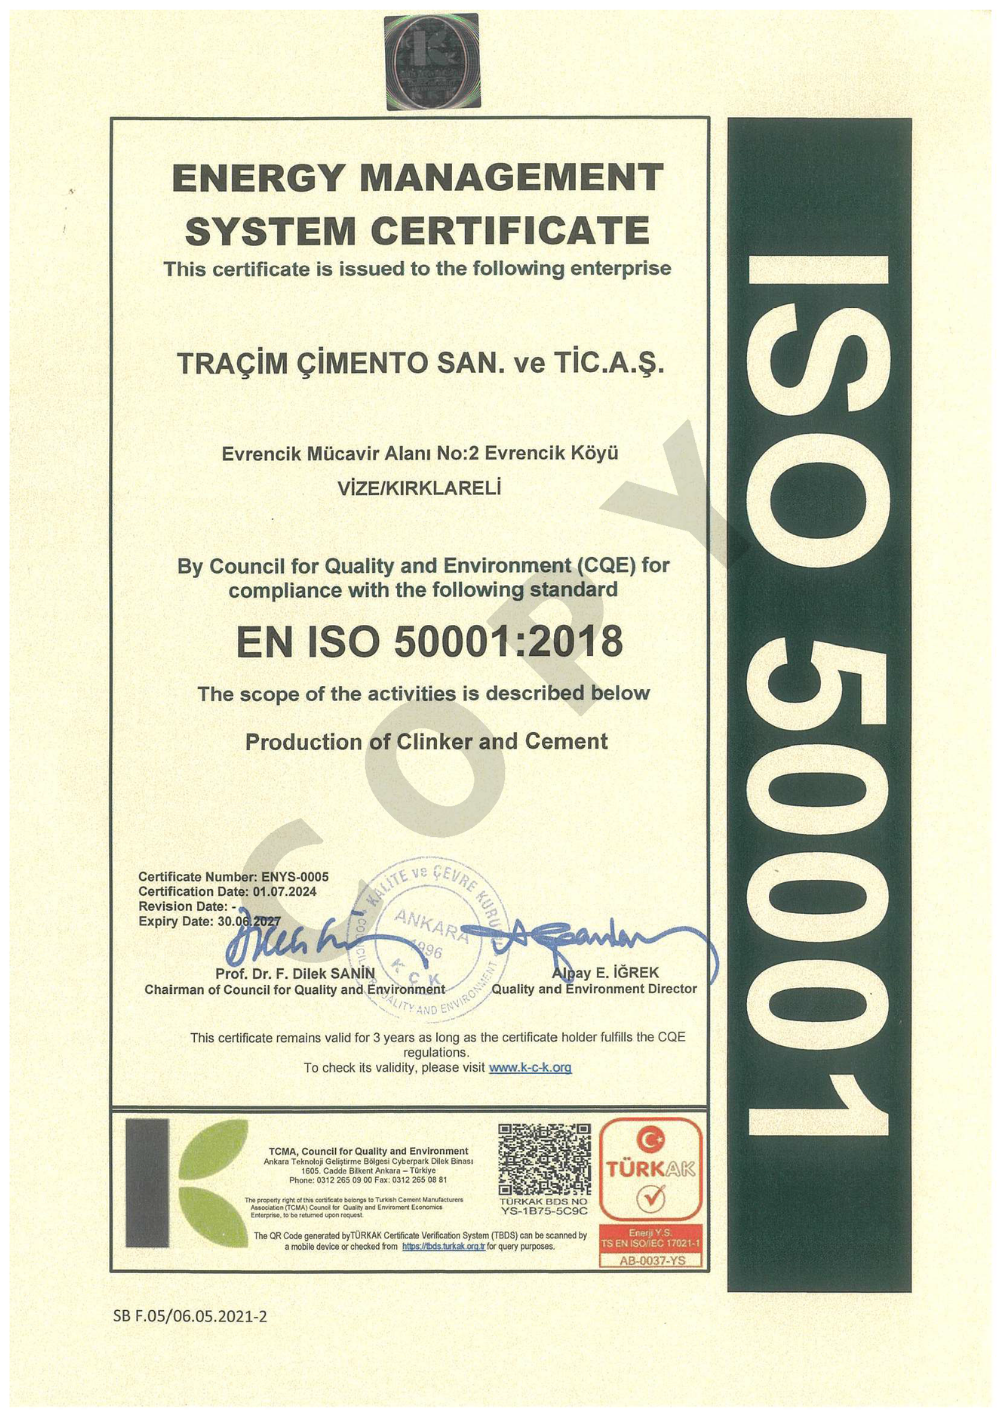 ENERGY MANAGEMENT
SYSTEM CERTIFICATE
This certificate is issued to the following enterprise
TRAÇİM ÇİMENTO SAN. ve TİC.A.Ş.
Evrencik Mücavir Alanı No:2 Evrencik Köyü
VİZE/KIRKLARELİ
By Council for Quality and Environment (CQE) for
compliance with the following standard
EN ISO 50001:2018
The scope of the activities is described below
Production of Clinker and Cement
COPY
Certificate Number: ENYS-0005
Certification Date: 01.07.2024
Revision Date: -
Expiry Date: 30.06.2027
KALİTE ve ÇEVRE KURULU
ANKARA
1996
K Ç K
COUNCIL FOR QUALITY AND ENVIRONMENT
Prof. Dr. F. Dilek SANİN
Chairman of Council for Quality and Environment
Alpay E. İĞREK
Quality and Environment Director
This certificate remains valid for 3 years as long as the certificate holder fulfills the CQE
regulations.
To check its validity, please visit www.k-c-k.org
TCMA, Council for Quality and Environment
Ankara Teknoloji Geliştirme Bölgesi Cyberpark Dilek Binası
1605. Cadde Bilkent Ankara – Türkiye
Phone: 0312 265 09 00 Fax: 0312 265 08 81
The property right of this certificate belongs to Turkish Cement Manufacturers
Association (TCMA) Council for Quality and Enviroment Economics
Enterprise, to be returned upon request.
The QR Code generated byTÜRKAK Certificate Verification System (TBDS) can be scanned by
a mobile device or checked from https://tbds.turkak.org.tr for query purposes.
TÜRKAK BDS NO
YS-1B75-5C9C
TÜRKAK
Enerji Y.S.
TS EN ISO/IEC 17021-1
AB-0037-YS
ISO 50001
SB F.05/06.05.2021-2